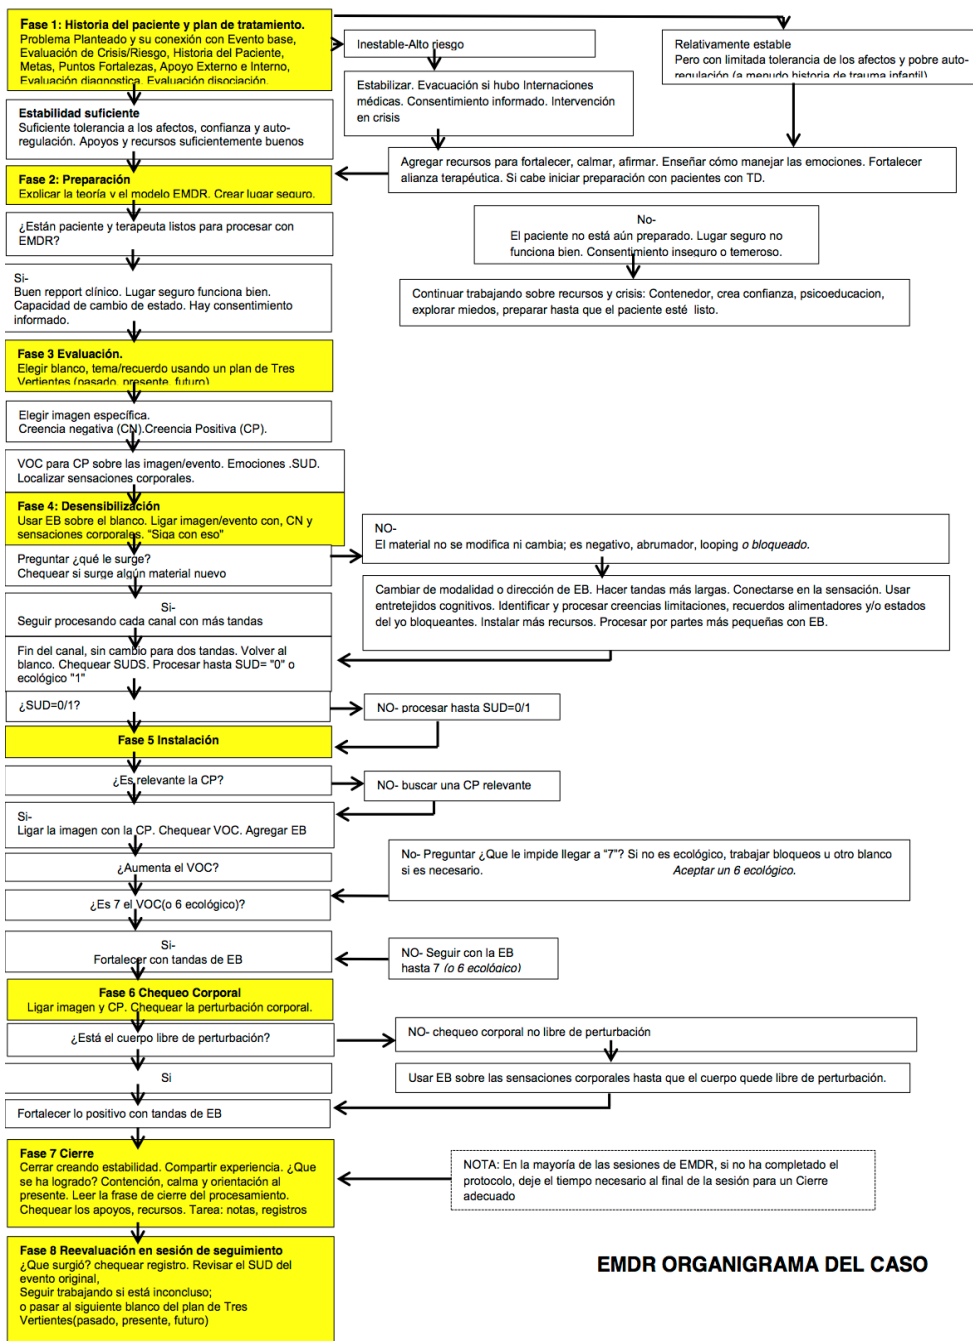 Fase 1: Historia del paciente y plan de tratamiento.
Problema Planteado y su conexión con Evento base,
Evaluación de Crisis/Riesgo, Historia del Paciente,
Metas, Puntos Fortalezas, Apoyo Externo e Interno,
Evaluación diagnostica. Evaluación disociación.
Inestable-Alto riesgo
Relativamente estable
Pero con limitada tolerancia de los afectos y pobre auto-
regulación (a menudo historia de trauma infantil)
Estabilizar. Evacuación si hubo Internaciones
médicas. Consentimiento informado. Intervención
en crisis
Estabilidad suficiente
Suficiente tolerancia a los afectos, confianza y auto-
regulación. Apoyos y recursos suficientemente buenos
Agregar recursos para fortalecer, calmar, afirmar. Enseñar cómo manejar las emociones. Fortalecer
alianza terapéutica. Si cabe iniciar preparación con pacientes con TD.
Fase 2: Preparación
Explicar la teoría y el modelo EMDR. Crear lugar seguro.
¿Están paciente y terapeuta listos para procesar con
EMDR?
No-
El paciente no está aún preparado. Lugar seguro no
funciona bien. Consentimiento inseguro o temeroso.
Si-
Buen repport clínico. Lugar seguro funciona bien.
Capacidad de cambio de estado. Hay consentimiento
informado.
Continuar trabajando sobre recursos y crisis: Contenedor, crea confianza, psicoeducacion,
explorar miedos, preparar hasta que el paciente esté listo.
Fase 3 Evaluación.
Elegir blanco, tema/recuerdo usando un plan de Tres
Vertientes (pasado, presente, futuro)
Elegir imagen específica.
Creencia negativa (CN).Creencia Positiva (CP).
VOC para CP sobre las imagen/evento. Emociones .SUD.
Localizar sensaciones corporales.
Fase 4: Desensibilización
Usar EB sobre el blanco. Ligar imagen/evento con, CN y
sensaciones corporales. "Siga con eso"
NO-
El material no se modifica ni cambia; es negativo, abrumador, looping o bloqueado.
Preguntar ¿qué le surge?
Chequear si surge algún material nuevo
Cambiar de modalidad o dirección de EB. Hacer tandas más largas. Conectarse en la sensación. Usar
entretejidos cognitivos. Identificar y procesar creencias limitaciones, recuerdos alimentadores y/o estados
del yo bloqueantes. Instalar más recursos. Procesar por partes más pequeñas con EB.
Si-
Seguir procesando cada canal con más tandas
Fin del canal, sin cambio para dos tandas. Volver al
blanco. Chequear SUDS. Procesar hasta SUD= "0" o
ecológico "1"
¿SUD=0/1?
NO- procesar hasta SUD=0/1
Fase 5 Instalación
¿Es relevante la CP?
NO- buscar una CP relevante
Si-
Ligar la imagen con la CP. Chequear VOC. Agregar EB
No- Preguntar ¿Que le impide llegar a "7"? Si no es ecológico, trabajar bloqueos u otro blanco
si es necesario. Aceptar un 6 ecológico.
¿Aumenta el VOC?
¿Es 7 el VOC(o 6 ecológico)?
Si-
Fortalecer con tandas de EB
NO- Seguir con la EB
hasta 7 (o 6 ecológico)
Fase 6 Chequeo Corporal
Ligar imagen y CP. Chequear la perturbación corporal.
¿Está el cuerpo libre de perturbación?
NO- chequeo corporal no libre de perturbación
Si
Usar EB sobre las sensaciones corporales hasta que el cuerpo quede libre de perturbación.
Fortalecer lo positivo con tandas de EB
Fase 7 Cierre
Cerrar creando estabilidad. Compartir experiencia. ¿Que
se ha logrado? Contención, calma y orientación al
presente. Leer la frase de cierre del procesamiento.
Chequear los apoyos, recursos. Tarea: notas, registros
NOTA: En la mayoría de las sesiones de EMDR, si no ha completado el
protocolo, deje el tiempo necesario al final de la sesión para un Cierre
adecuado
Fase 8 Reevaluación en sesión de seguimiento
¿Que surgió? chequear registro. Revisar el SUD del
evento original,
Seguir trabajando si está inconcluso;
o pasar al siguiente blanco del plan de Tres
Vertientes(pasado, presente, futuro)
EMDR ORGANIGRAMA DEL CASO